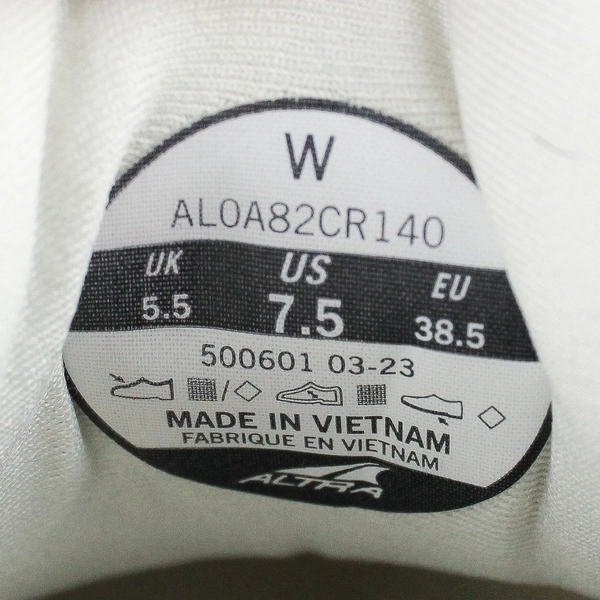 W
AL0A82CR140
UK US EU
5.5 7.5 38.5
500601 03-23
/
MADE IN VIETNAM
FABRIQUE EN VIETNAM
ALTRA